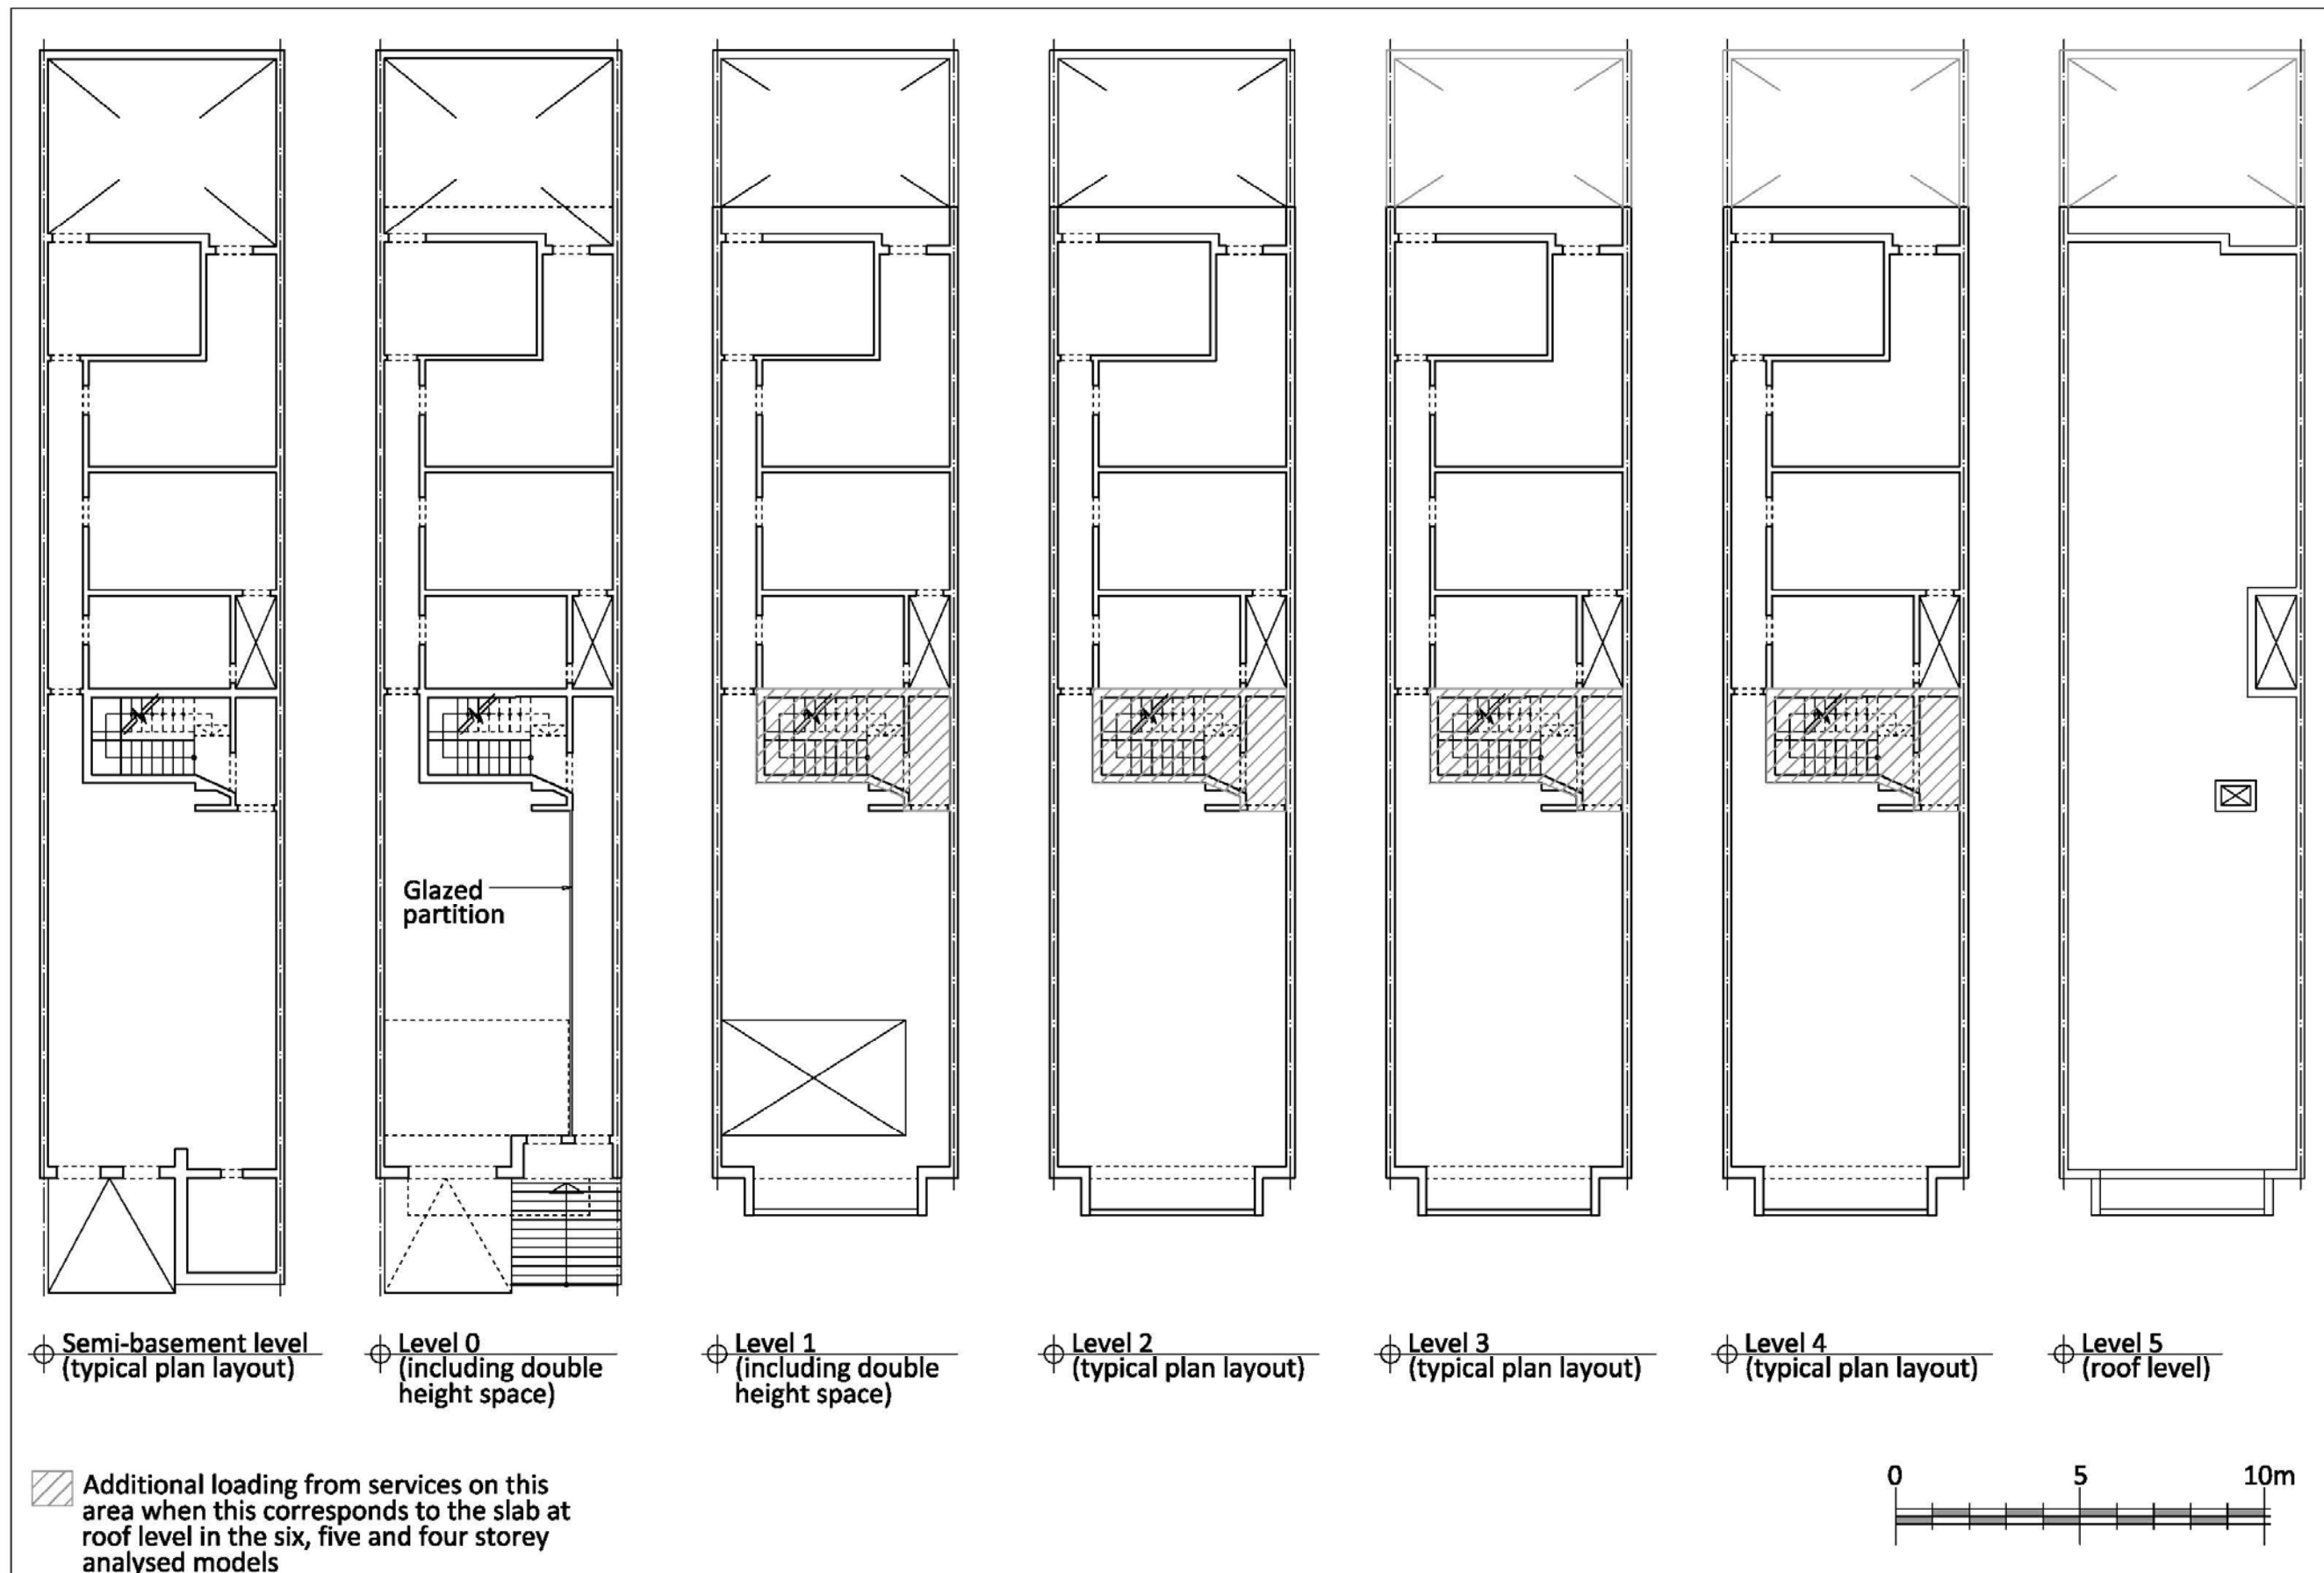 Glazed
partition
Semi-basement level
(typical plan layout)
Level 0
(including double
height space)
Level 1
(including double
height space)
Level 2
(typical plan layout)
Level 3
(typical plan layout)
Level 4
(typical plan layout)
Level 5
(roof level)
Additional loading from services on this
area when this corresponds to the slab at
roof level in the six, five and four storey
analysed models
0 5 10m